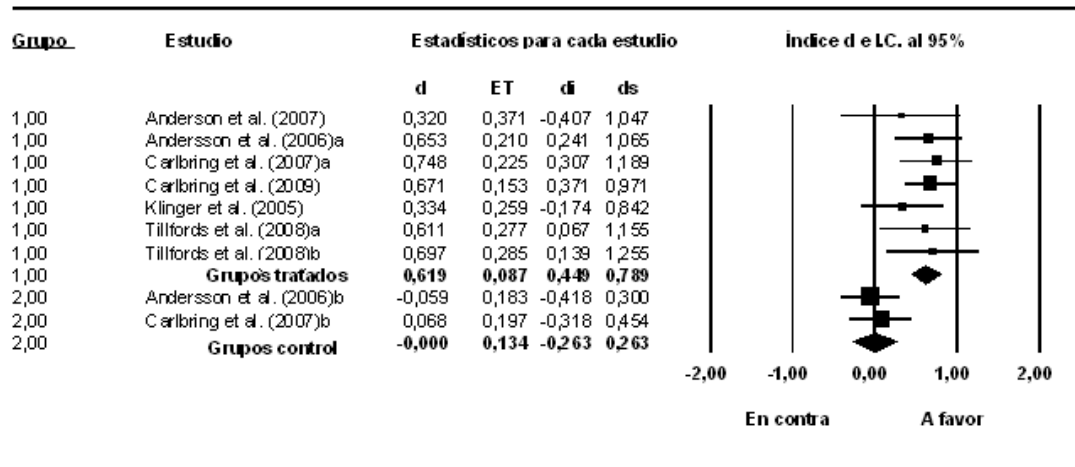 Grupo Estudio Estadísticos para cada estudio Índice d e I.C. al 95%
d ET di ds
1,00 Anderson et al. (2007) 0,320 0,371 -0,407 1,047
1,00 Andersson et al. (2006)a 0,653 0,210 0,241 1,065
1,00 Carlbring et al. (2007)a 0,748 0,225 0,307 1,189
1,00 Carlbring et al. (2009) 0,671 0,153 0,371 0,971
1,00 Klinger et al. (2005) 0,334 0,259 -0,174 0,842
1,00 Tillfords et al. (2008)a 0,611 0,277 0,067 1,155
1,00 Tillfords et al. (2008)b 0,697 0,285 0,139 1,255
1,00 Grupos tratados 0,619 0,087 0,449 0,789
2,00 Andersson et al. (2006)b -0,059 0,183 -0,418 0,300
2,00 Carlbring et al. (2007)b 0,068 0,197 -0,318 0,454
2,00 Grupos control -0,000 0,134 -0,263 0,263
-2,00 -1,00 0,00 1,00 2,00
En contra A favor